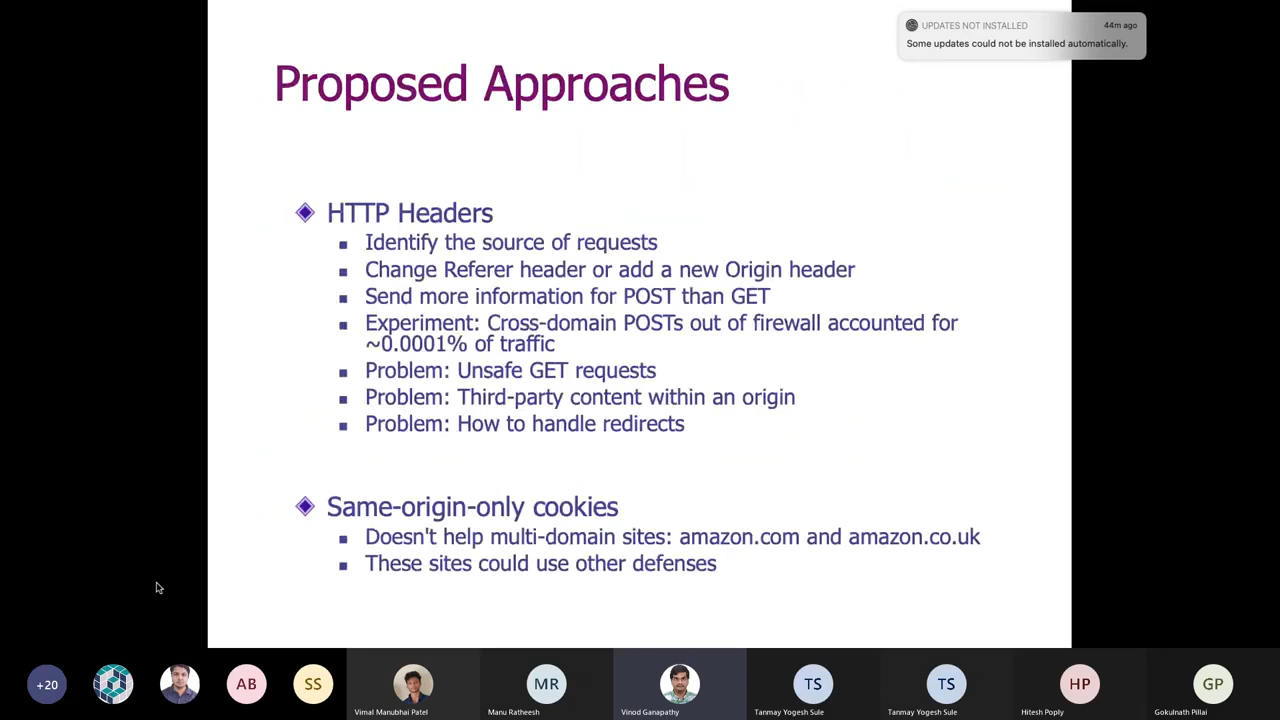 UPDATES NOT INSTALLED 44m ago
Some updates could not be installed automatically.
Proposed Approaches
HTTP Headers
Identify the source of requests
Change Referer header or add a new Origin header
Send more information for POST than GET
Experiment: Cross-domain POSTs out of firewall accounted for
~0.0001% of traffic
Problem: Unsafe GET requests
Problem: Third-party content within an origin
Problem: How to handle redirects
Same-origin-only cookies
Doesn't help multi-domain sites: amazon.com and amazon.co.uk
These sites could use other defenses
+20 AB SS MR TS TS HP GP
Vimal Manubhai Patel Manu Ratheesh Vinod Ganapathy Tanmay Yogesh Sule Tanmay Yogesh Sule Hitesh Poply Gokulnath Pillai